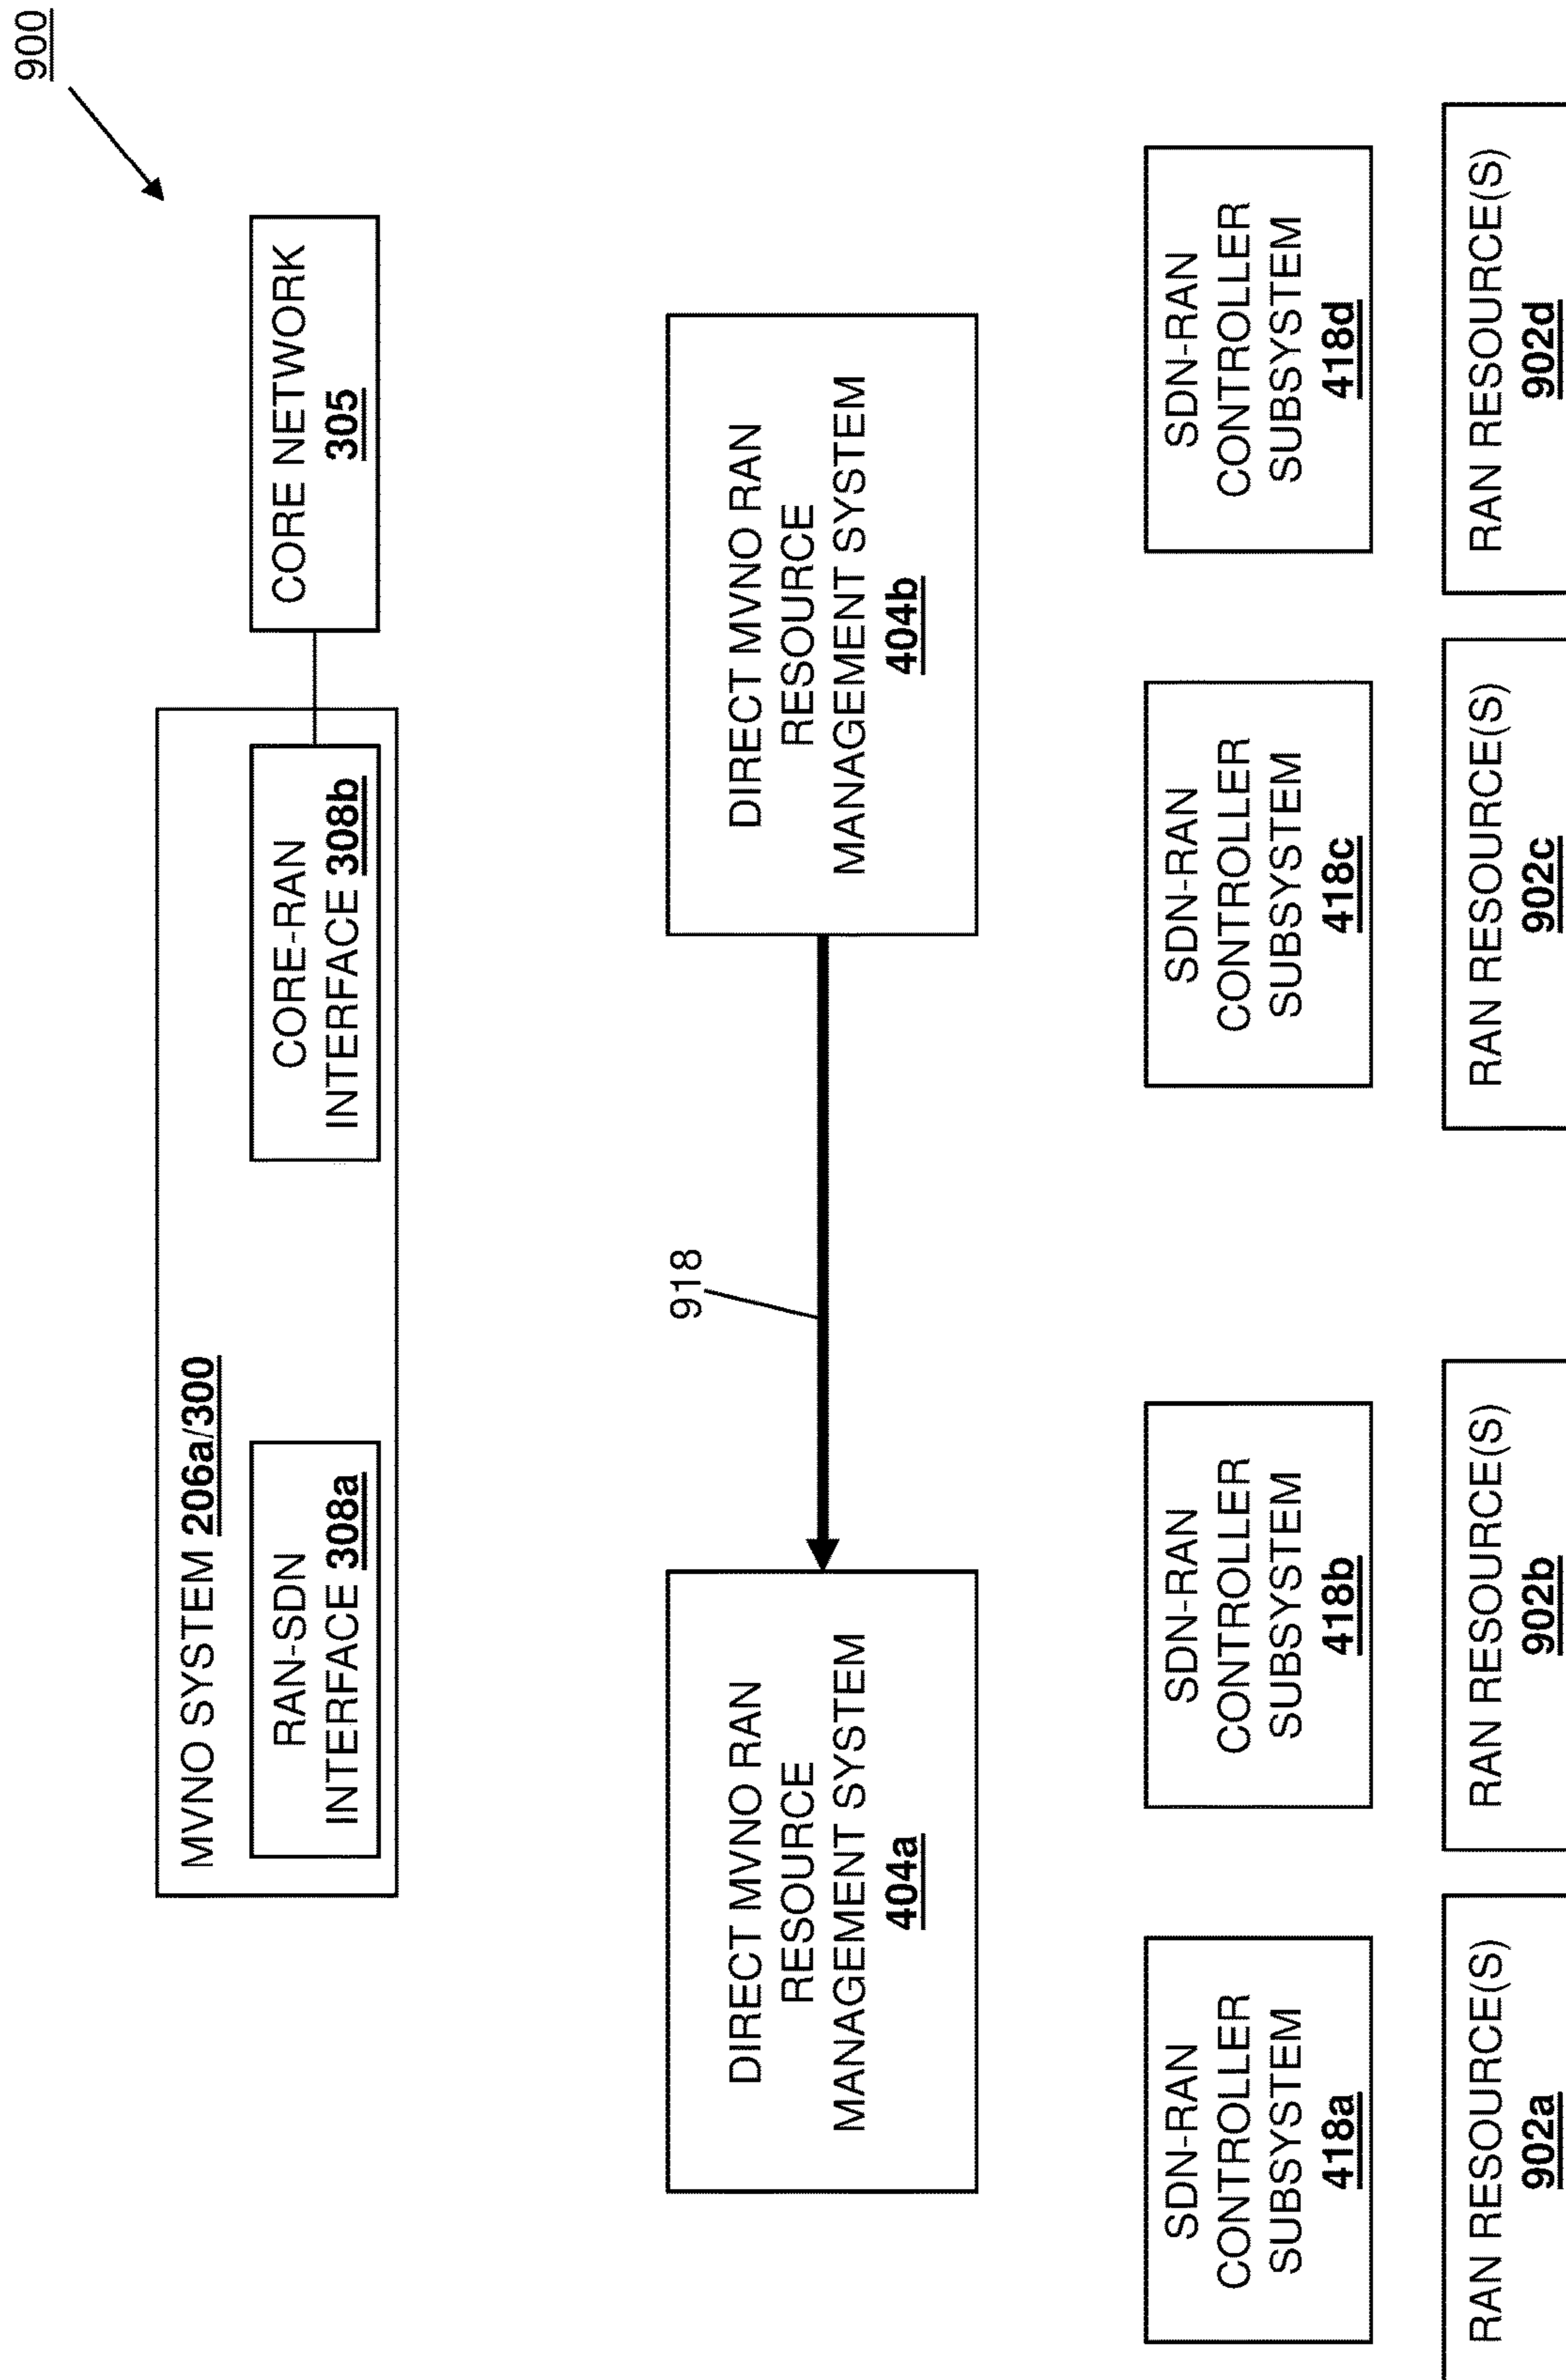 900
MVNO SYSTEM 206a/300
RAN-SDN
INTERFACE 308a
CORE-RAN
INTERFACE 308b
CORE NETWORK
305
DIRECT MVNO RAN
RESOURCE
MANAGEMENT SYSTEM
404a
918
DIRECT MVNO RAN
RESOURCE
MANAGEMENT SYSTEM
404b
SDN-RAN
CONTROLLER
SUBSYSTEM
418a
SDN-RAN
CONTROLLER
SUBSYSTEM
418b
SDN-RAN
CONTROLLER
SUBSYSTEM
418c
SDN-RAN
CONTROLLER
SUBSYSTEM
418d
RAN RESOURCE(S)
902a
RAN RESOURCE(S)
902b
RAN RESOURCE(S)
902c
RAN RESOURCE(S)
902d